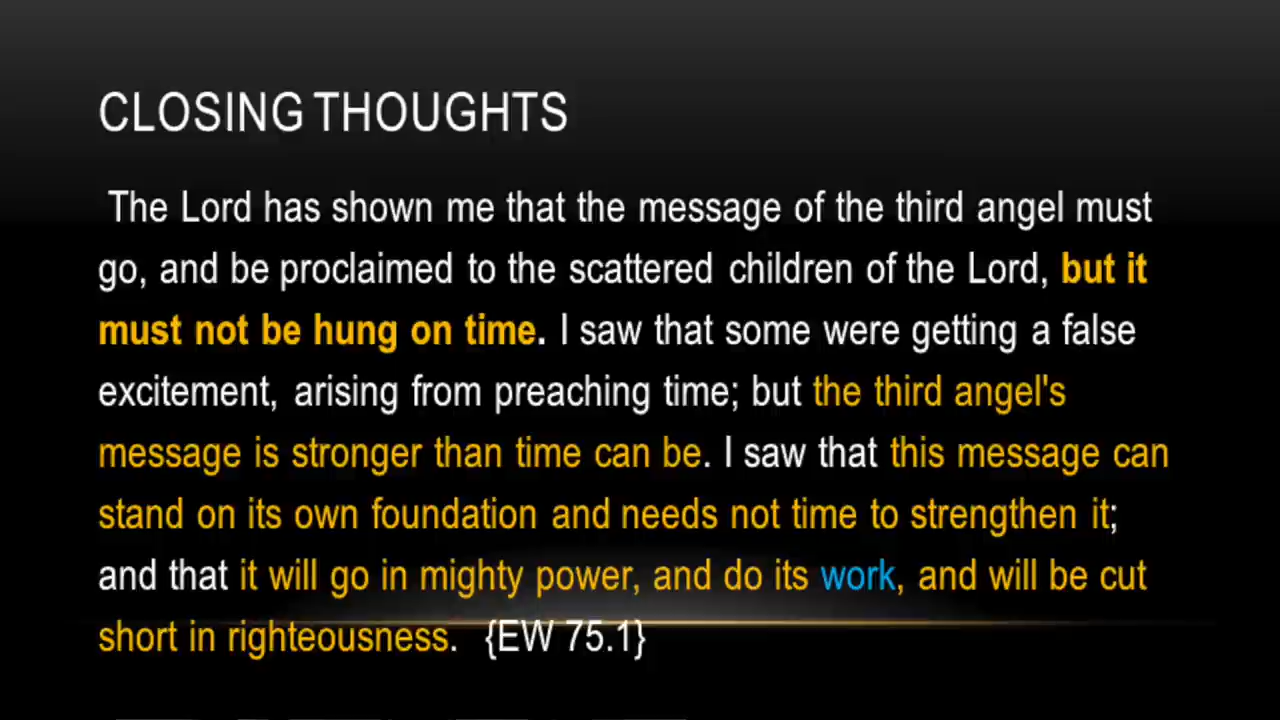 CLOSING THOUGHTS
The Lord has shown me that the message of the third angel must
go, and be proclaimed to the scattered children of the Lord, but it
must not be hung on time. I saw that some were getting a false
excitement, arising from preaching time; but the third angel's
message is stronger than time can be. I saw that this message can
stand on its own foundation and needs not time to strengthen it;
and that it will go in mighty power, and do its work, and will be cut
short in righteousness. {EW 75.1}